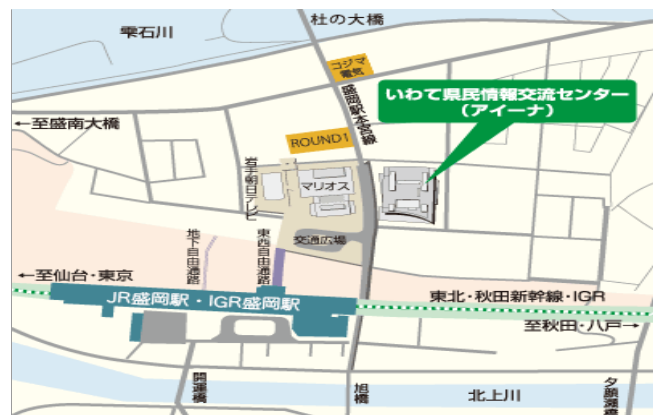 杜の大橋
雫石川
コジマ
電気
盛岡駅本宮線
いわて県民情報交流センター
(アイーナ)
←至盛南大橋
ROUND1
岩手朝日テレビ
マリオス
交通広場
地下自由通路
東西自由通路
←至仙台・東京
JR盛岡駅・IGR盛岡駅
東北・秋田新幹線・IGR
至秋田・八戸→
開運橋
旭橋
北上川
夕顔瀬橋